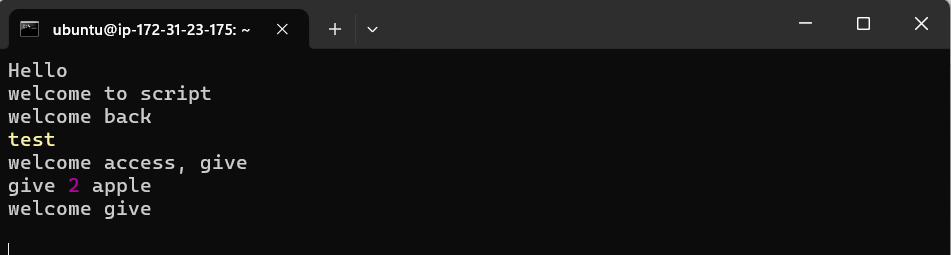 ubuntu@ip-172-31-23-175: ~
Hello
welcome to script
welcome back
test
welcome access, give
give 2 apple
welcome give